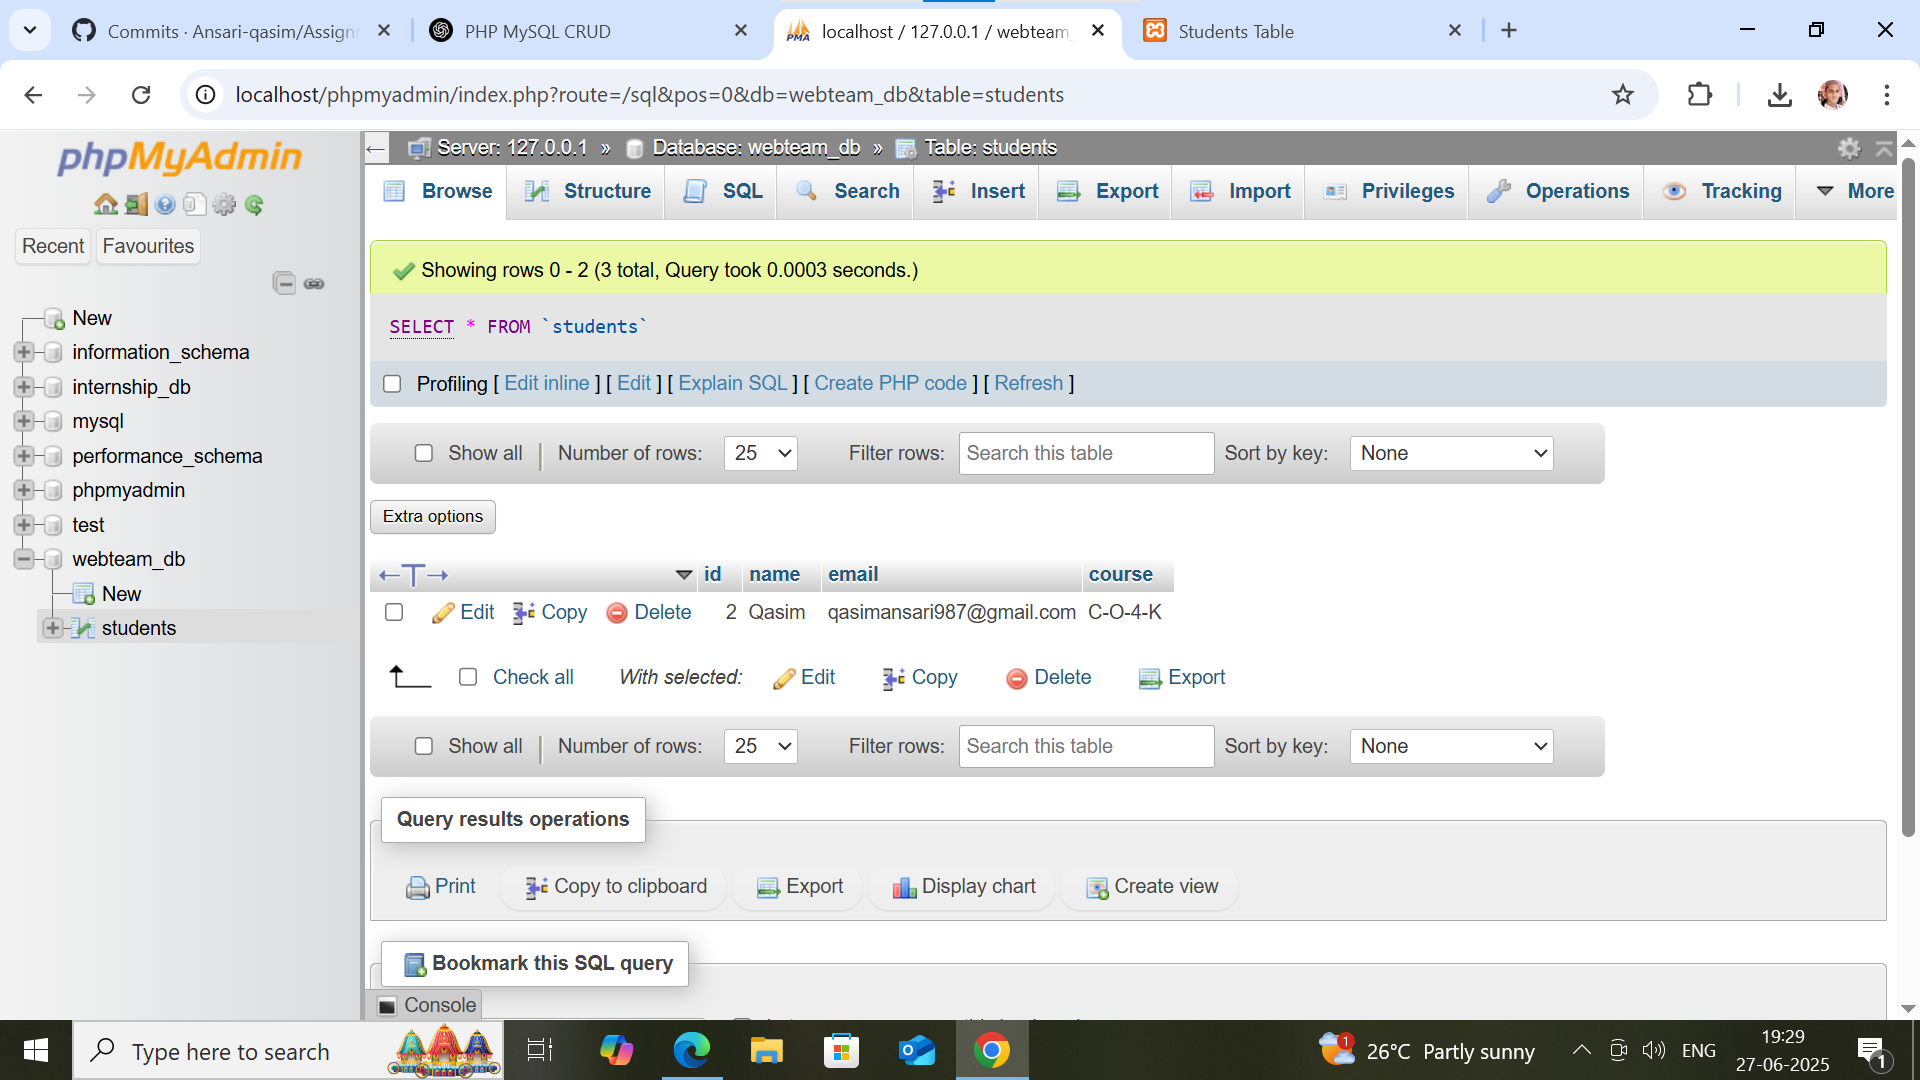 Commits · Ansari-qasim/Assign
PHP MySQL CRUD
localhost / 127.0.0.1 / webteam_
Students Table
localhost/phpmyadmin/index.php?route=/sql&pos=0&db=webteam_db&table=students
phpMyAdmin
Recent Favourites
New
information_schema
internship_db
mysql
performance_schema
phpmyadmin
test
webteam_db
New
students
Server: 127.0.0.1 » Database: webteam_db » Table: students
Browse Structure SQL Search Insert Export Import Privileges Operations Tracking More
Showing rows 0 - 2 (3 total, Query took 0.0003 seconds.)
SELECT * FROM `students`
Profiling [ Edit inline ] [ Edit ] [ Explain SQL ] [ Create PHP code ] [ Refresh ]
Show all Number of rows: 25 Filter rows: Search this table Sort by key: None
Extra options
id name email course
Edit Copy Delete 2 Qasim qasimansari987@gmail.com C-O-4-K
Check all With selected: Edit Copy Delete Export
Show all Number of rows: 25 Filter rows: Search this table Sort by key: None
Query results operations
Print Copy to clipboard Export Display chart Create view
Bookmark this SQL query
Console
Type here to search
1
26°C Partly sunny
ENG
19:29
27-06-2025
1